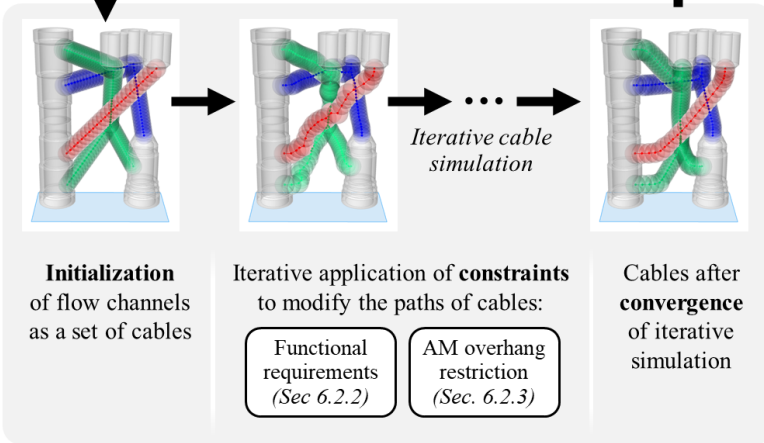 ...
Iterative cable
simulation
Initialization
of flow channels
as a set of cables
Iterative application of constraints
to modify the paths of cables:
Functional
requirements
(Sec 6.2.2)
AM overhang
restriction
(Sec. 6.2.3)
Cables after
convergence
of iterative
simulation